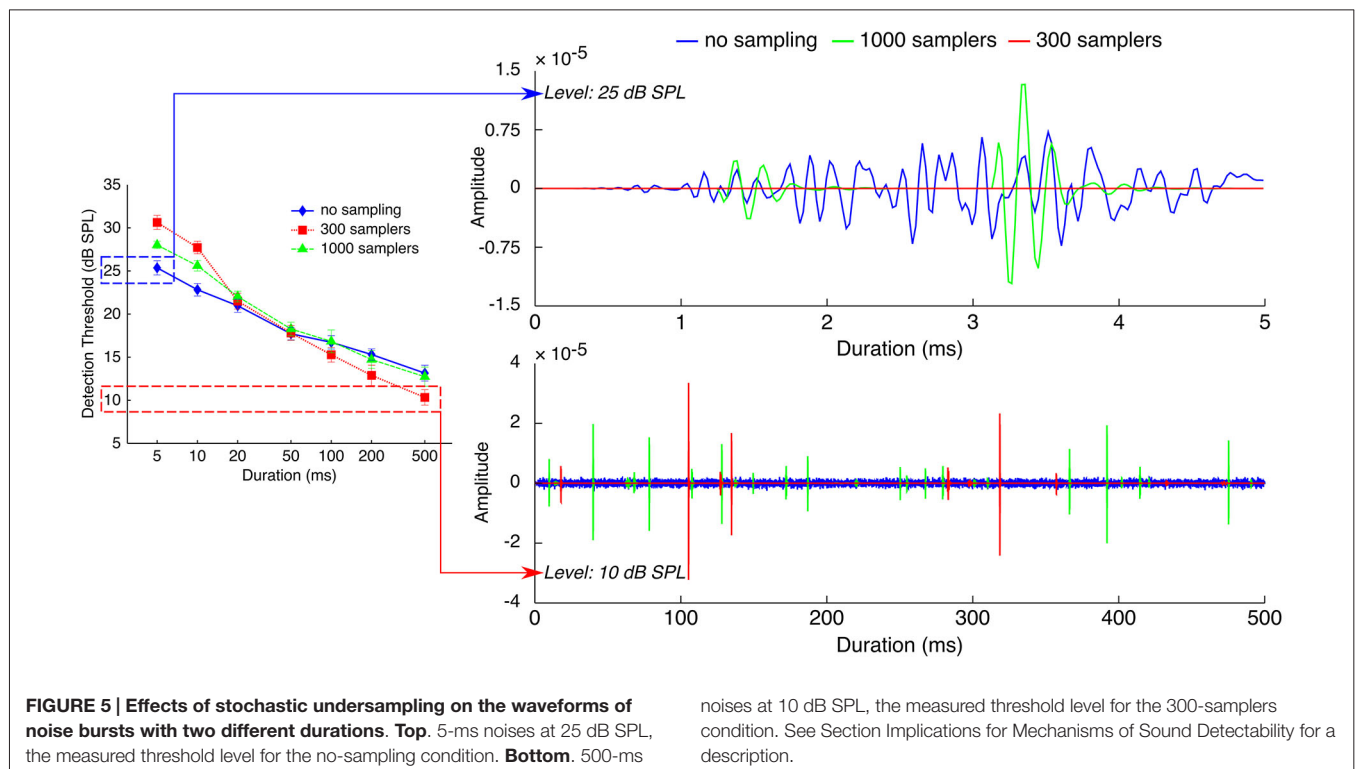 no sampling 1000 samplers 300 samplers
× 10-5
1.5
0.75
0
-0.75
-1.5
Amplitude
Level: 25 dB SPL
0 1 2 3 4 5
Duration (ms)
35
30
25
20
15
10
5
Detection Threshold (dB SPL)
no sampling
300 samplers
1000 samplers
5 10 20 50 100 200 500
Duration (ms)
× 10-5
4
2
0
-2
-4
Amplitude
Level: 10 dB SPL
0 100 200 300 400 500
Duration (ms)
FIGURE 5 | Effects of stochastic undersampling on the waveforms of
noise bursts with two different durations. Top. 5-ms noises at 25 dB SPL,
the measured threshold level for the no-sampling condition. Bottom. 500-ms
noises at 10 dB SPL, the measured threshold level for the 300-samplers
condition. See Section Implications for Mechanisms of Sound Detectability for a
description.